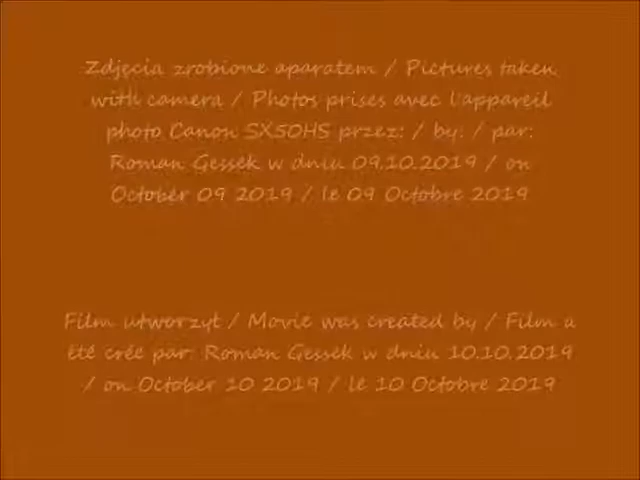 Zdjęcia zrobione aparatem / Pictures taken
with camera / Photos prises avec l'appareil
photo Canon SX50HS przez: / by: / par:
Roman Gessek w dniu 09.10.2019 / on
October 09 2019 / le 09 Octobre 2019
Film utworzył / Movie was created by / Film a
été crée par: Roman Gessek w dniu 10.10.2019
/ on October 10 2019 / le 10 Octobre 2019